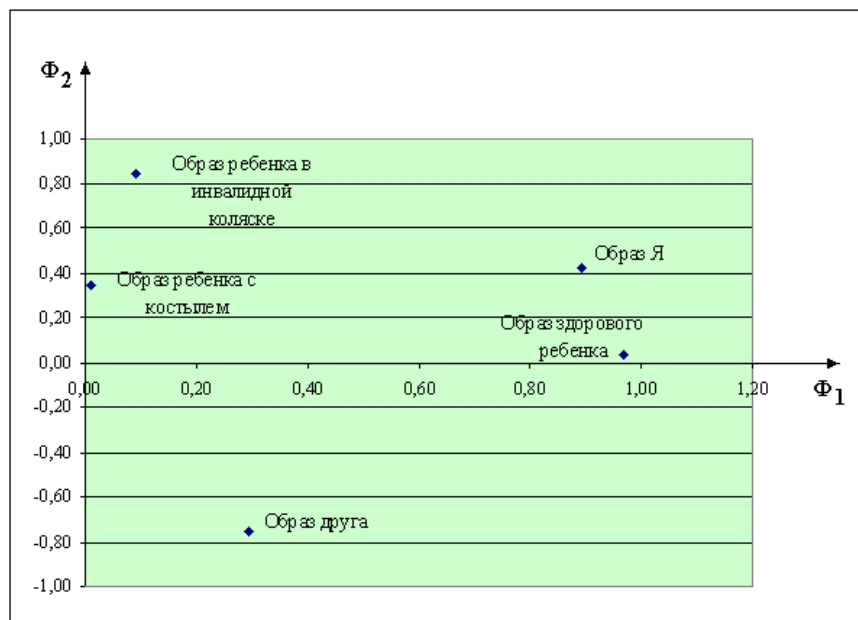 Ф2
1,00
Образ ребенка в
0,80
инвалидной
коляске
0,60
Образ Я
0,40
Образ ребенка с
костылем
0,20
Образ здорового
ребенка
0,00
0,00 0,20 0,40 0,60 0,80 1,00 1,20
Ф1
-0,20
-0,40
-0,60
Образ друга
-0,80
-1,00